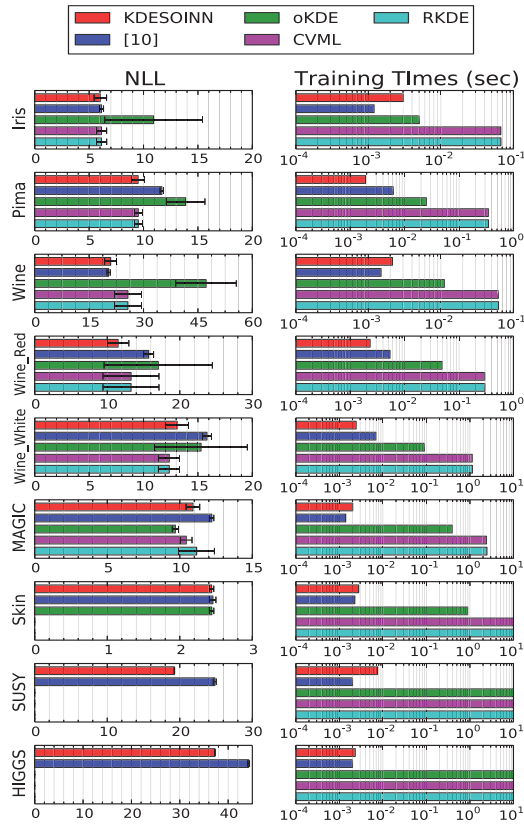 KDESOINN oKDE RKDE
[10] CVML
NLL Training TImes (sec)
Iris
0 5 10 15 20 10^-4 10^-3 10^-2 10^-1
Pima
0 5 10 15 20 10^-4 10^-3 10^-2 10^-1 10^0
Wine
0 15 30 45 60 10^-4 10^-3 10^-2 10^-1
Wine_Red
0 10 20 30 10^-4 10^-3 10^-2 10^-1 10^0
Wine_White
0 5 10 15 20 10^-4 10^-3 10^-2 10^-1 10^0 10^1
MAGIC
0 5 10 15 10^-4 10^-3 10^-2 10^-1 10^0 10^1
Skin
0 1 2 3 10^-4 10^-3 10^-2 10^-1 10^0 10^1
SUSY
0 10 20 30 10^-4 10^-3 10^-2 10^-1 10^0 10^1
HIGGS
0 10 20 30 40 10^-4 10^-3 10^-2 10^-1 10^0 10^1